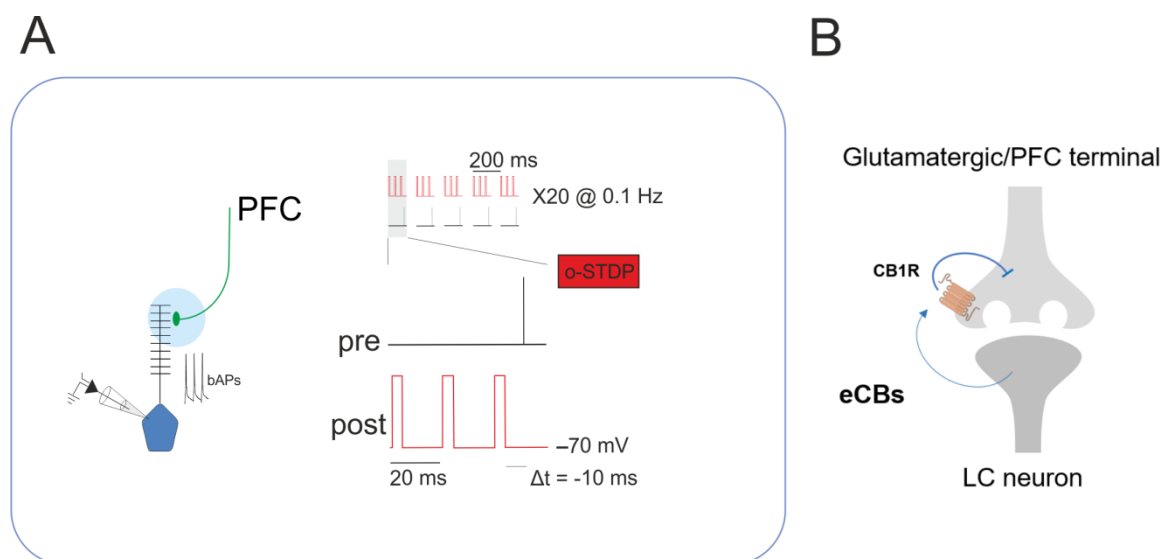 A
PFC
bAPs
200 ms
X20 @ 0.1 Hz
o-STDP
pre
post
–70 mV
20 ms
Δt = -10 ms
B
Glutamatergic/PFC terminal
CB1R
eCBs
LC neuron